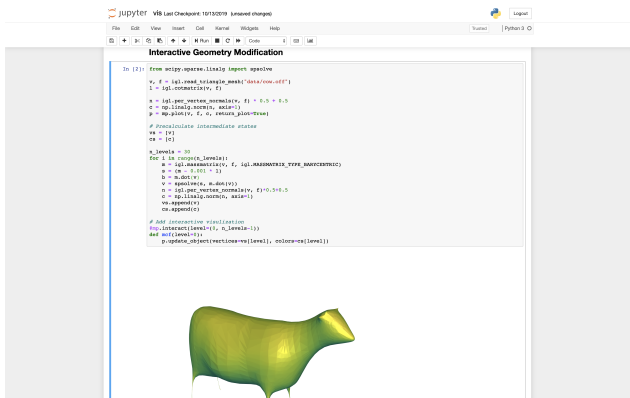 jupyter vis Last Checkpoint: 10/13/2019 (unsaved changes)
Logout
File Edit View Insert Cell Kernel Widgets Help
Trusted Python 3
Run Code
Interactive Geometry Modification
In [2]: from scipy.sparse.linalg import spsolve
v, f = igl.read_triangle_mesh("data/cow.off")
l = igl.cotmatrix(v, f)
n = igl.per_vertex_normals(v, f) * 0.5 + 0.5
c = np.linalg.norm(n, axis=1)
p = mp.plot(v, f, c, return_plot=True)
# Precalculate intermediate states
vs = [v]
cs = [c]
n_levels = 30
for i in range(n_levels):
m = igl.massmatrix(v, f, igl.MASSMATRIX_TYPE_BARYCENTRIC)
s = (m - 0.001 * l)
b = m.dot(v)
v = spsolve(s, m.dot(v))
n = igl.per_vertex_normals(v, f)*0.5+0.5
c = np.linalg.norm(n, axis=1)
vs.append(v)
cs.append(c)
# Add interactive visulization
@mp.interact(level=(0, n_levels-1))
def mcf(level=0):
p.update_object(vertices=vs[level], colors=cs[level])